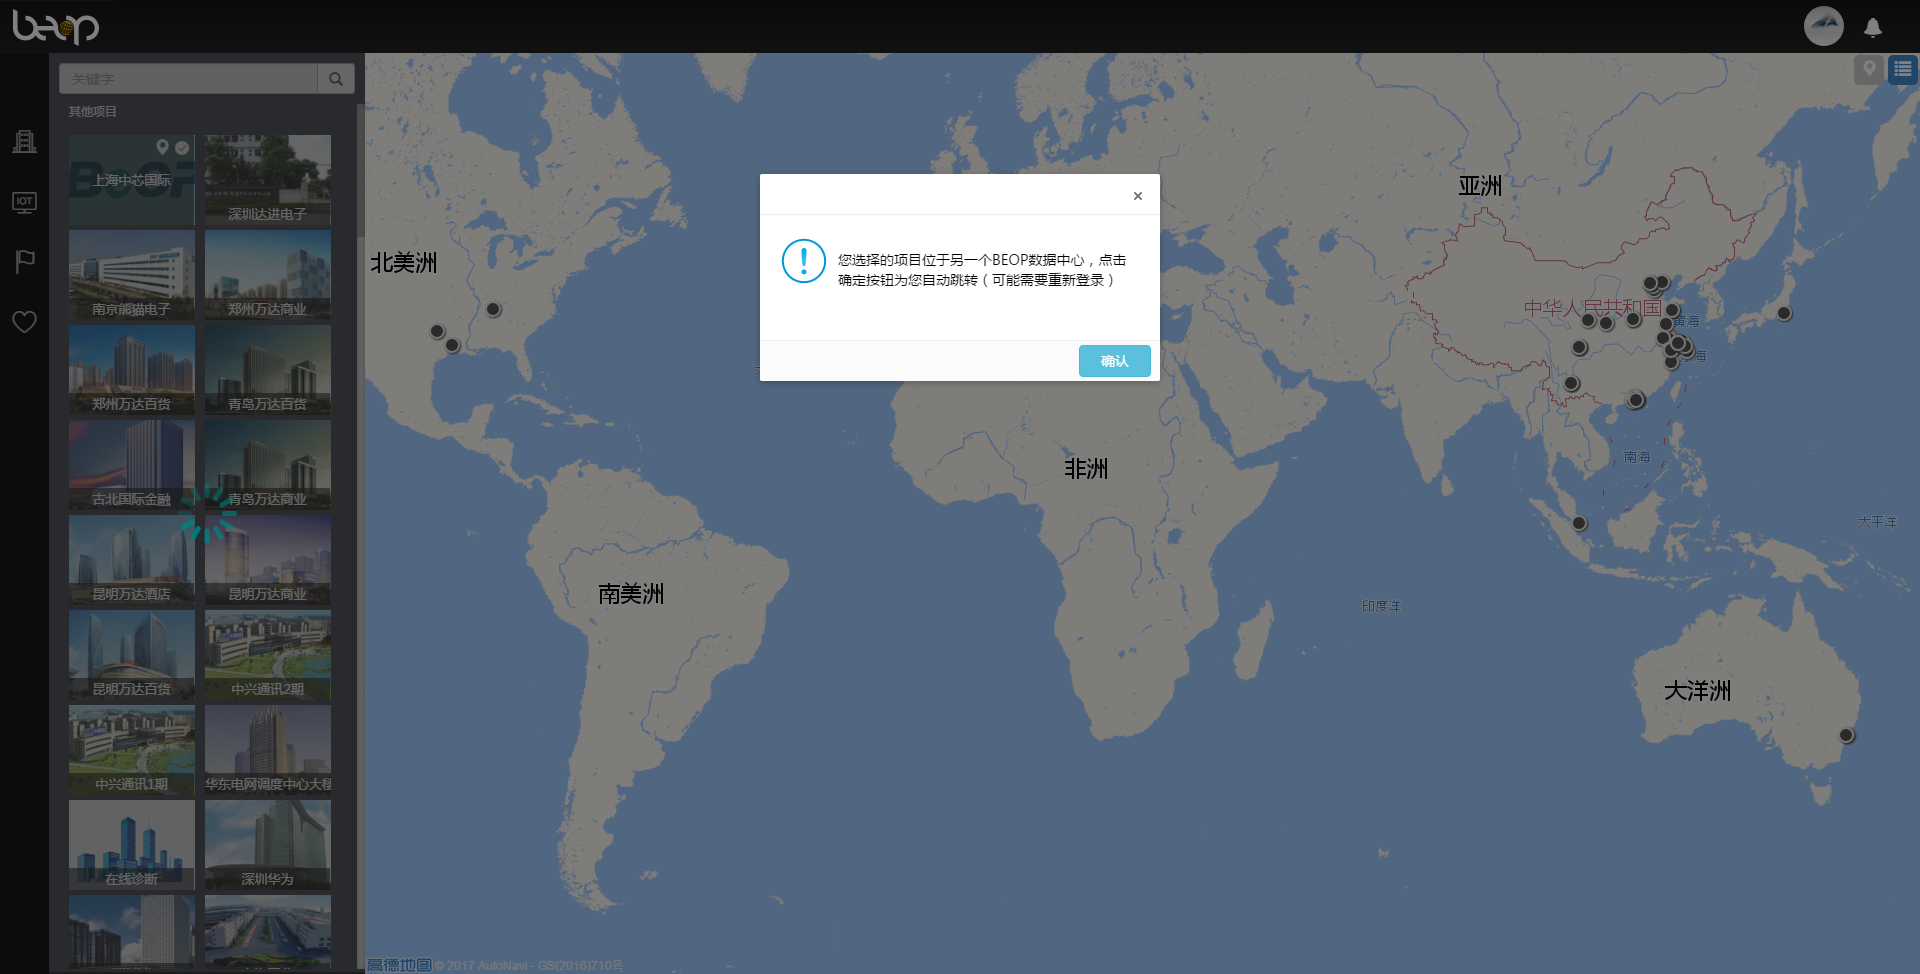 beop
关键字
其他项目
上海中芯国际
深圳达进电子
南京熊猫电子
郑州万达商业
郑州万达百货
青岛万达百货
古北国际金融
青岛万达商业
昆明万达酒店
昆明万达商业
昆明万达百货
中兴通讯2期
中兴通讯1期
华东电网调度中心大楼
在线诊断
深圳华为
IOT
×
您选择的项目位于另一个BEOP数据中心，点击
确定按钮为您自动跳转（可能需要重新登录）
确认
北美洲
亚洲
中华人民共和国
黄海
东海
南海
非洲
太平洋
南美洲
印度洋
大洋洲
高德地图 © 2017 AutoNavi - GS(2016)710号